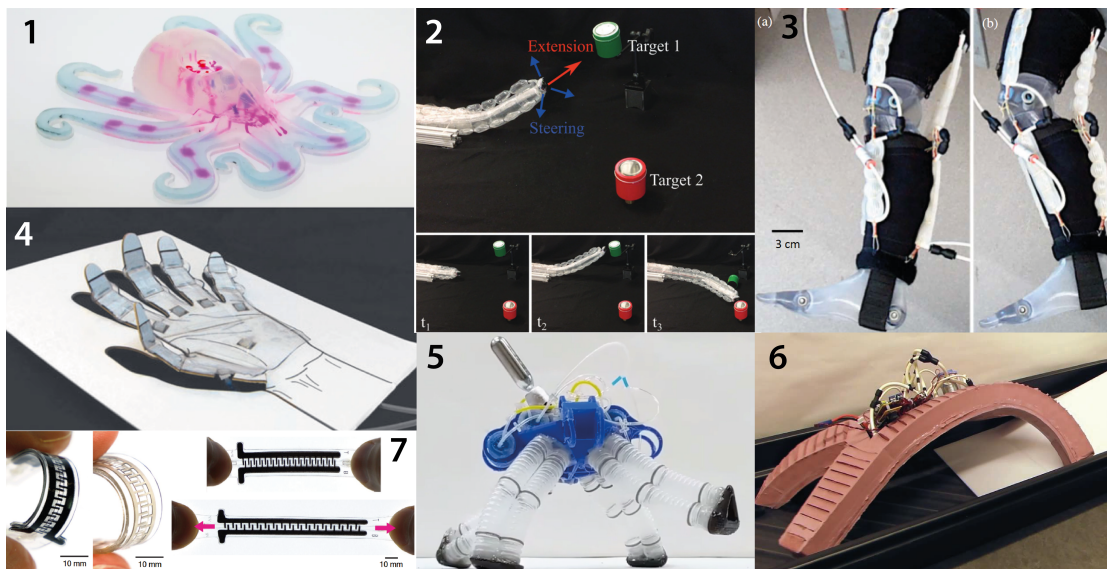 1
2
Extension
Target 1
Steering
Target 2
t1
t2
t3
(a)
3
(b)
3 cm
4
5
6
7
10 mm
10 mm
10 mm